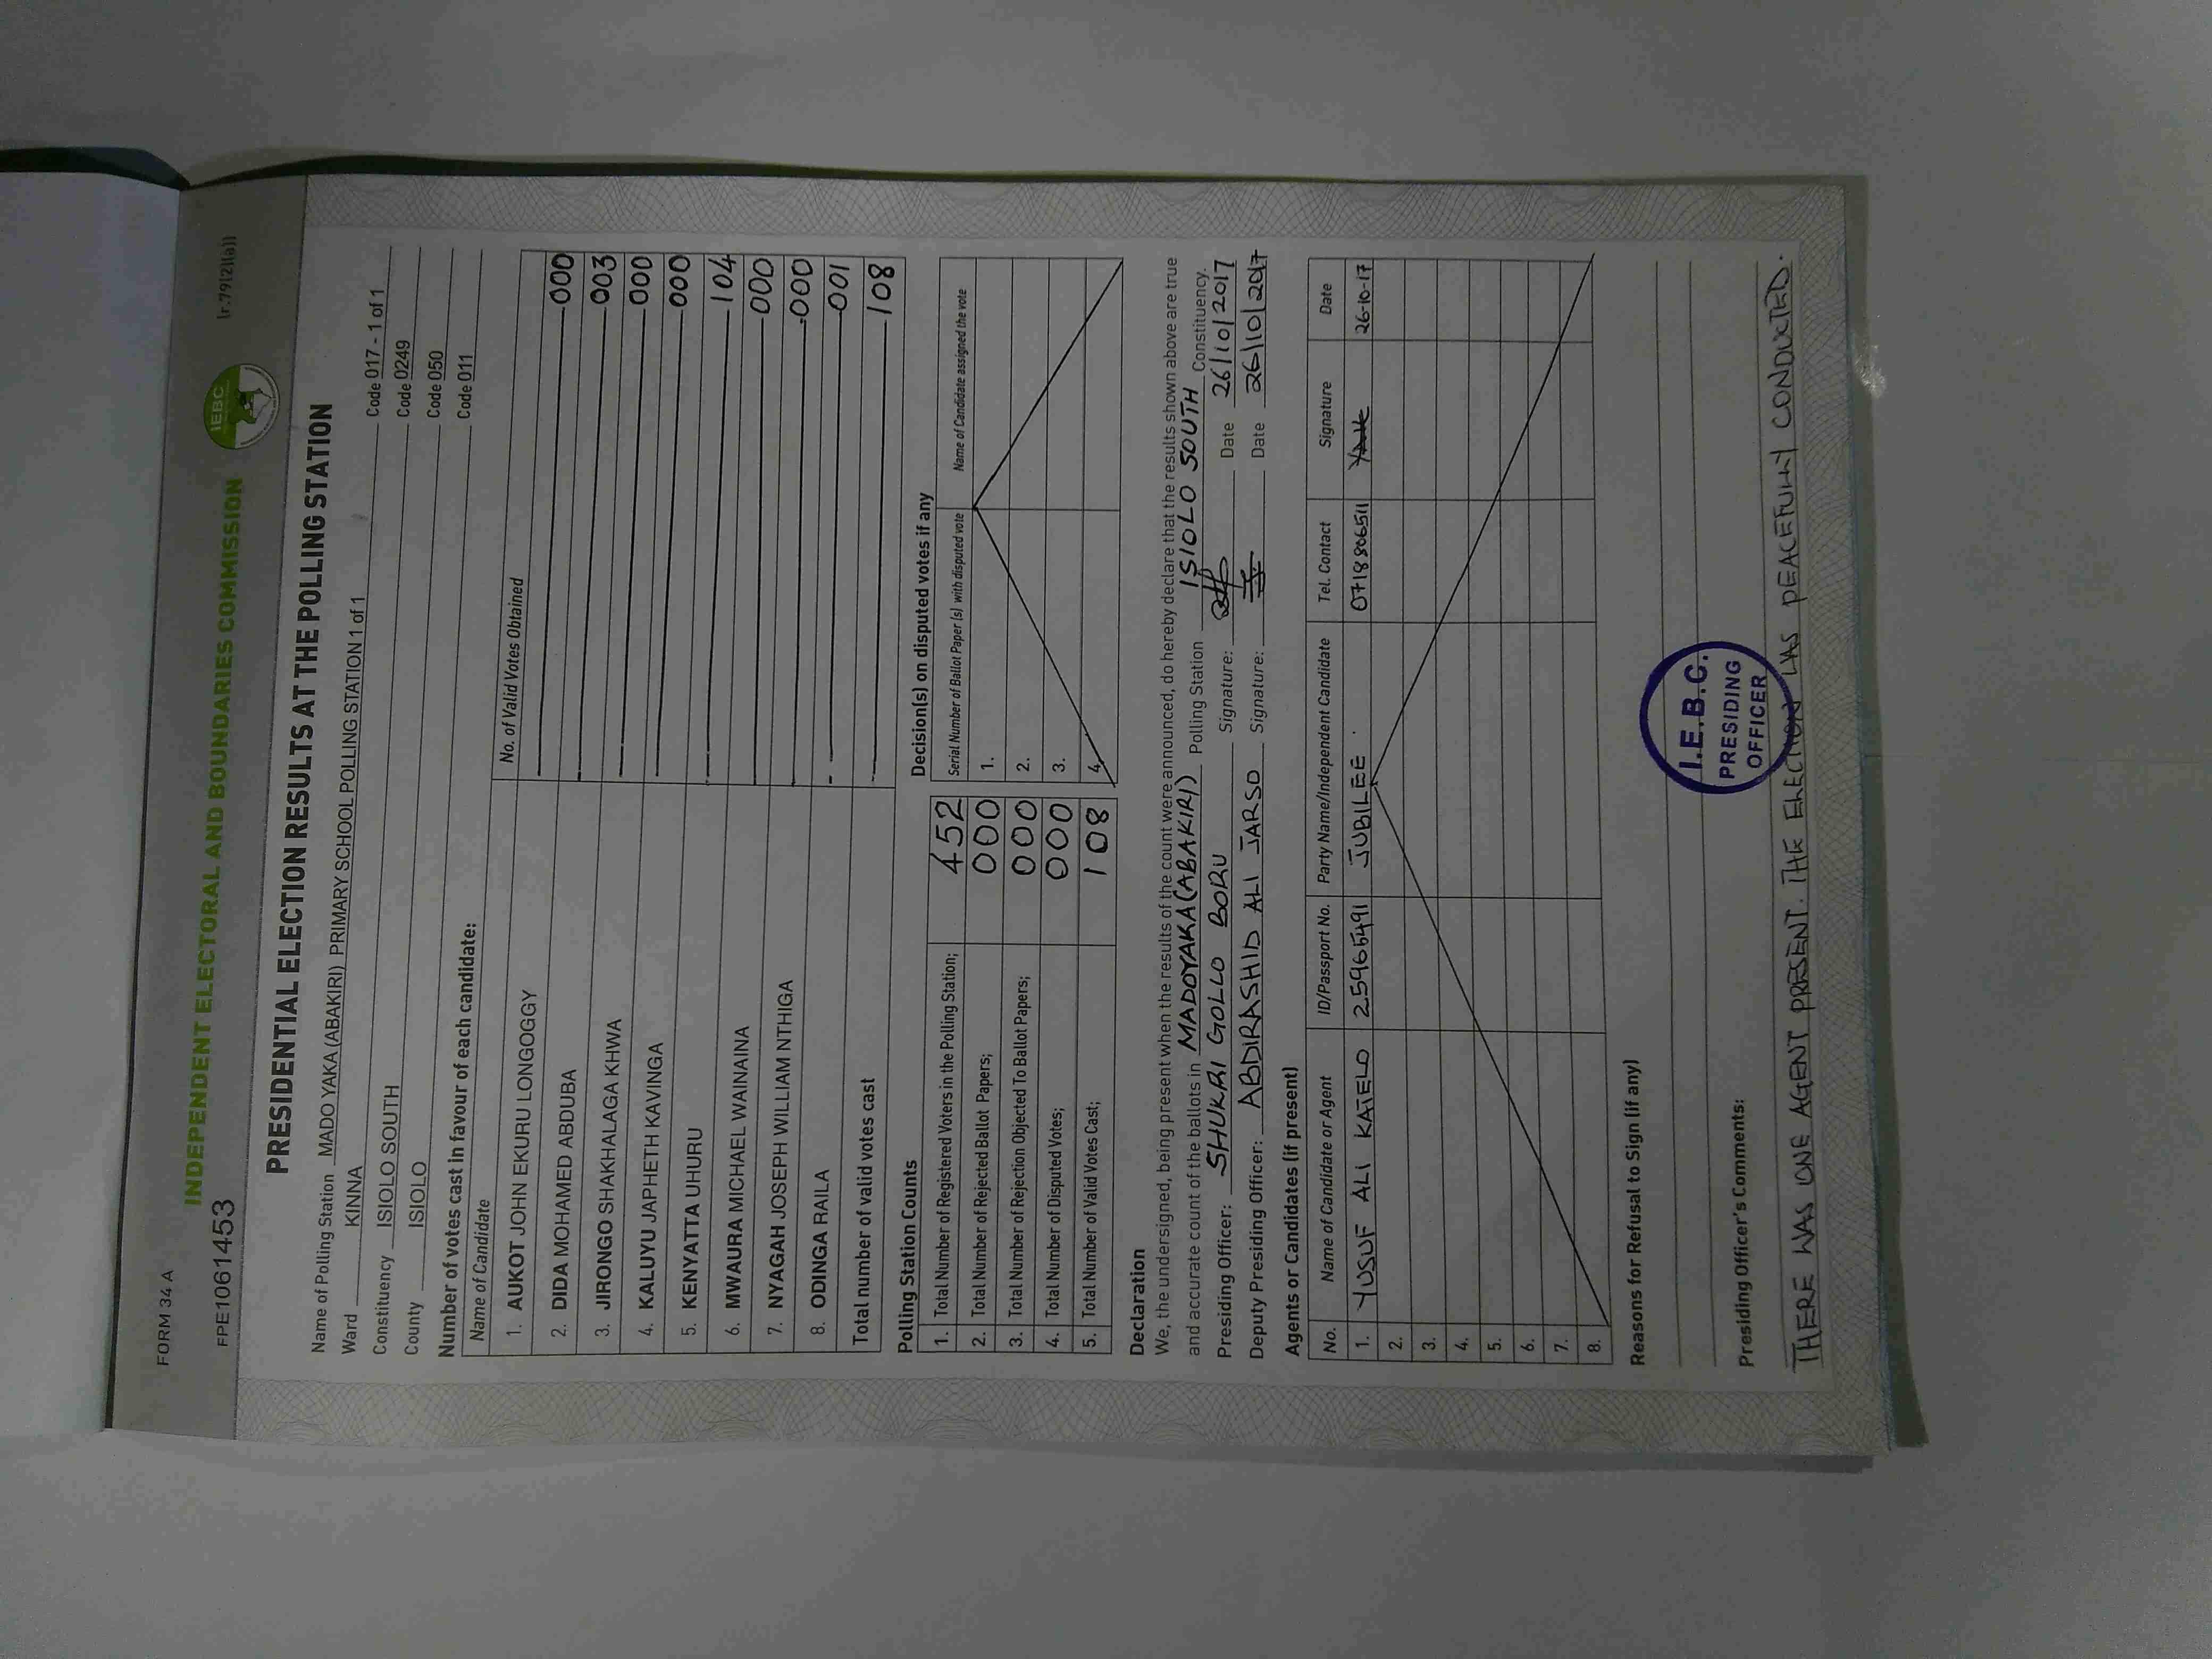 FORM 34 A
INDEPENDENT ELECTORAL AND BOUNDARIES COMMISSION
IEBC
(r.79(2)(a))
FPE1061453
PRESIDENTIAL ELECTION RESULTS AT THE POLLING STATION
Name of Polling Station MADO YAKA (ABAKIRI) PRIMARY SCHOOL POLLING STATION 1 of 1 Code 017 - 1 of 1
Ward KINNA Code 0249
Constituency ISIOLO SOUTH Code 050
County ISIOLO Code 011
Number of votes cast in favour of each candidate:
Name of Candidate No. of Valid Votes Obtained
1. AUKOT JOHN EKURU LONGOGGY 000
2. DIDA MOHAMED ABDUBA 003
3. JIRONGO SHAKHALAGA KHWA 000
4. KALUYU JAPHETH KAVINGA 000
5. KENYATTA UHURU 104
6. MWAURA MICHAEL WAINAINA 000
7. NYAGAH JOSEPH WILLIAM NTHIGA 000
8. ODINGA RAILA 001
Total number of valid votes cast 108
Polling Station Counts
1. Total Number of Registered Voters in the Polling Station; 452
2. Total Number of Rejected Ballot Papers; 000
3. Total Number of Rejection Objected To Ballot Papers; 000
4. Total Number of Disputed Votes; 000
5. Total Number of Valid Votes Cast; 108
Decision(s) on disputed votes if any
Serial Number of Ballot Paper (s) with disputed vote Name of Candidate assigned the vote
1.
2.
3.
4.
Declaration
We, the undersigned, being present when the results of the count were announced, do hereby declare that the results shown above are true
and accurate count of the ballots in MADOYAKA (ABAKIRI) Polling Station ISIOLO SOUTH Constituency.
Presiding Officer: SHUKRI GOLLO BORU Signature: Date 26/10/2017
Deputy Presiding Officer: ABDIRASHID ALI JARSO Signature: Date 26/10/2017
Agents or Candidates (if present)
No. Name of Candidate or Agent ID/Passport No. Party Name/Independent Candidate Tel. Contact Signature Date
1. YUSUF ALI KATELO 25965491 JUBILEE 0718806511 26-10-17
2.
3.
4.
5.
6.
7.
8.
Reasons for Refusal to Sign (if any)
Presiding Officer's Comments:
THERE WAS ONE AGENT PRESENT. THE ELECTION WAS PEACEFULLY CONDUCTED.
I.E.B.C.
PRESIDING
OFFICER